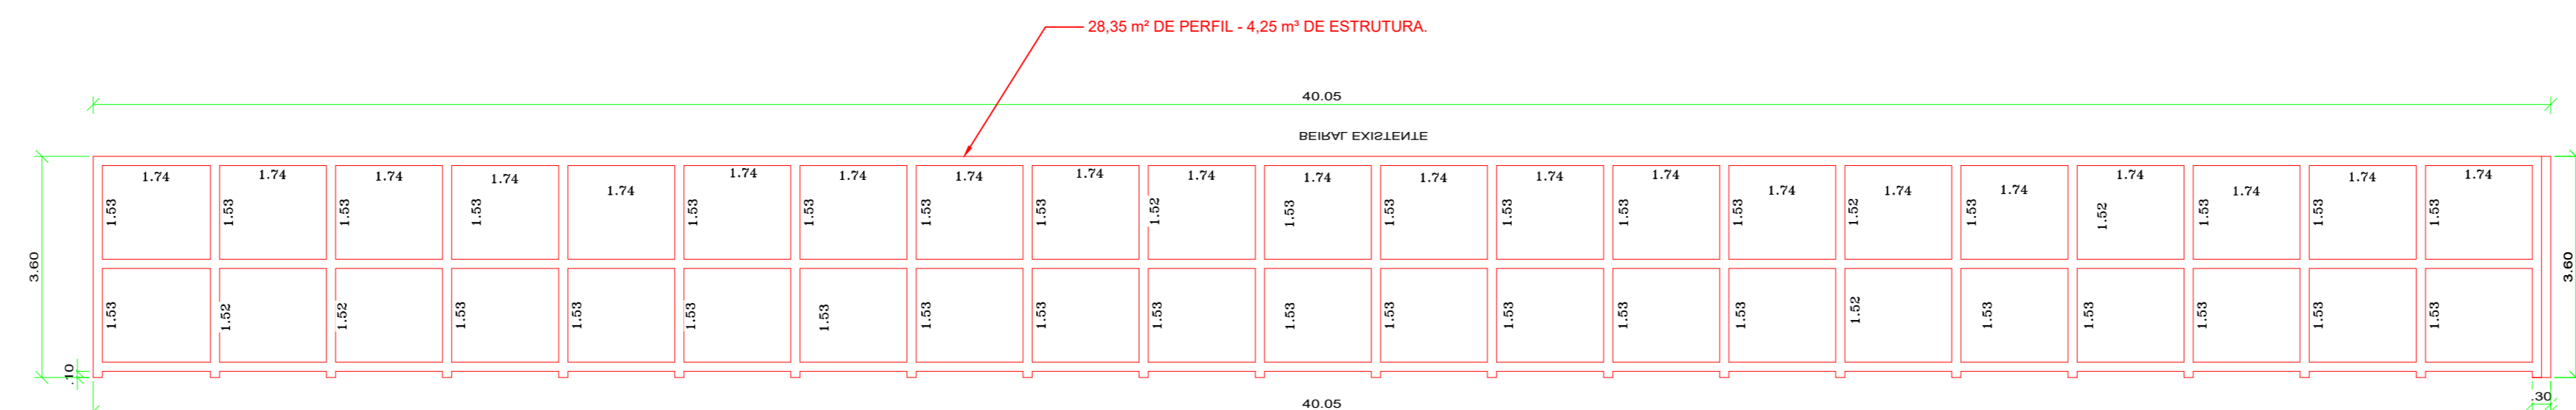 28,35 m² DE PERFIL - 4,25 m³ DE ESTRUTURA.
40.05
BEIRAL EXISTENTE
1.74 1.74 1.74 1.74 1.74 1.74 1.74 1.74 1.74 1.74 1.74 1.74 1.74 1.74 1.74 1.74 1.74 1.74 1.74 1.74 1.74
1.53 1.53 1.53 1.53 1.53 1.53 1.53 1.53 1.52 1.53 1.53 1.53 1.53 1.53 1.52 1.53 1.52 1.53 1.53 1.53
3.60
3.60
1.53 1.52 1.52 1.53 1.53 1.53 1.53 1.53 1.53 1.53 1.53 1.53 1.53 1.53 1.53 1.52 1.53 1.53 1.53 1.53 1.53
.10
40.05
.30